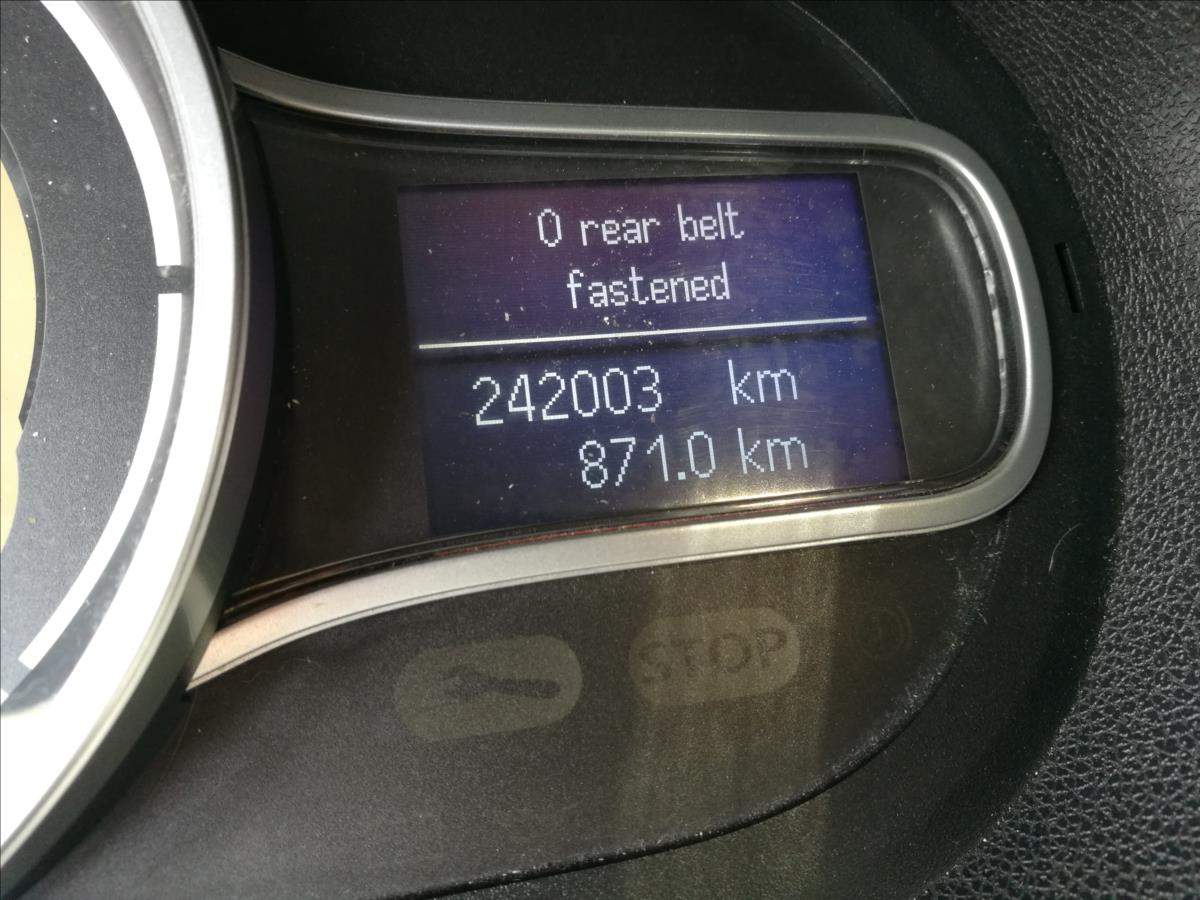 0 rear belt
fastened
242003 km
871.0 km
STOP